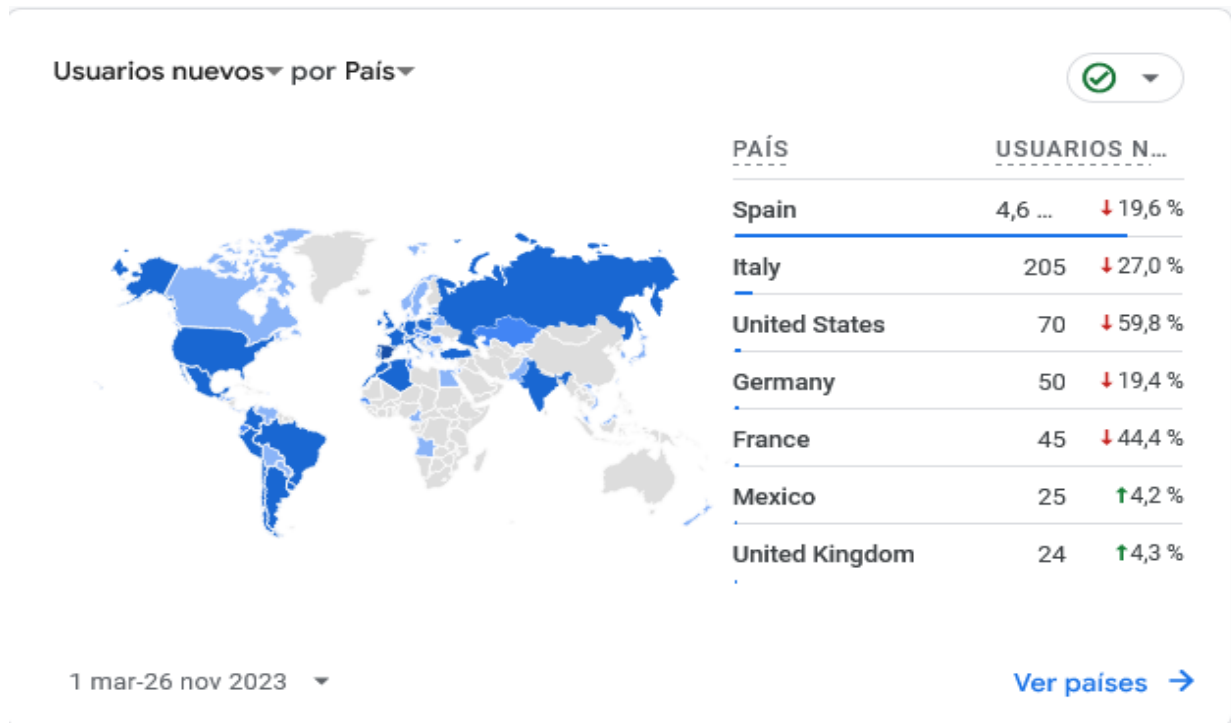 Usuarios nuevos por País
PAÍS USUARIOS N...
Spain 4,6 ... ↓19,6 %
Italy 205 ↓27,0 %
United States 70 ↓59,8 %
Germany 50 ↓19,4 %
France 45 ↓44,4 %
Mexico 25 ↑4,2 %
United Kingdom 24 ↑4,3 %
1 mar-26 nov 2023
Ver países →